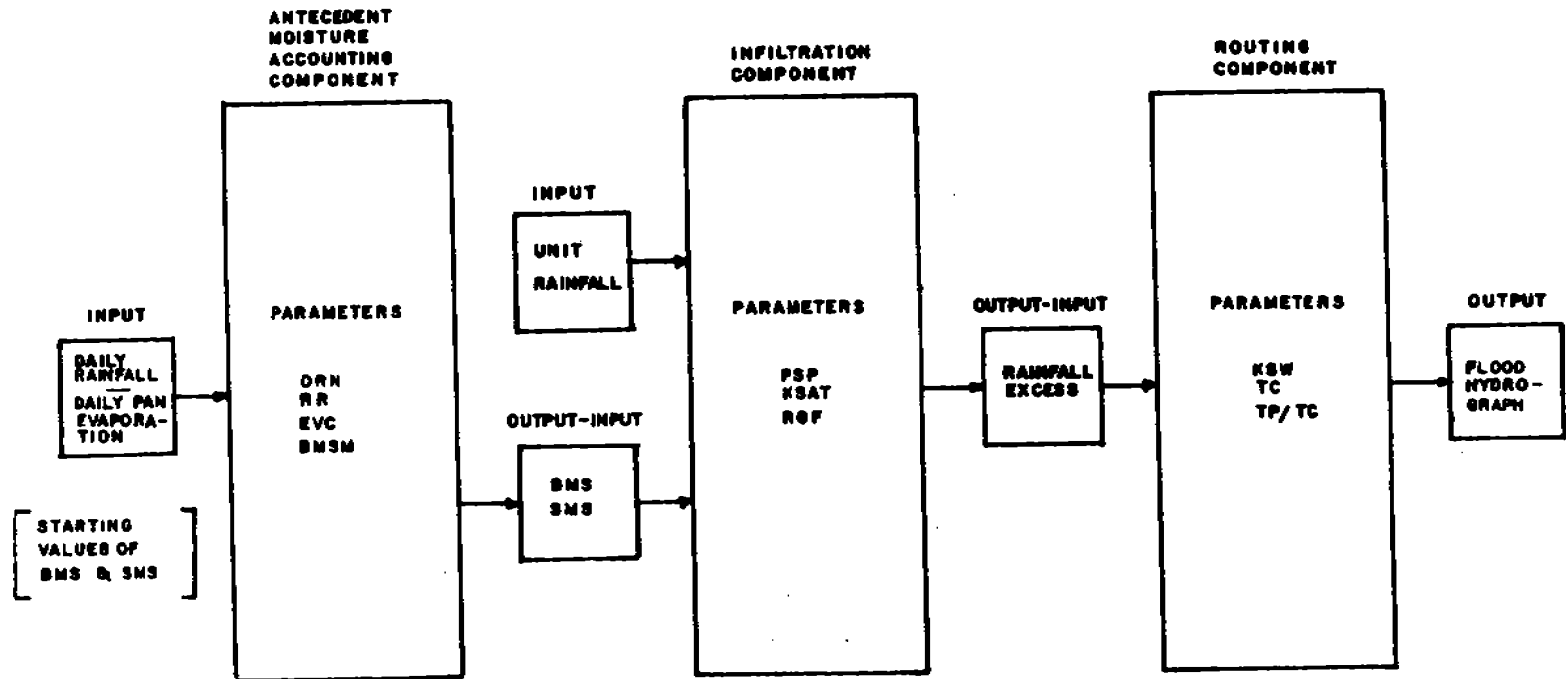 ANTECEDENT
MOISTURE
ACCOUNTING
COMPONENT
INFILTRATION
COMPONENT
ROUTING
COMPONENT
INPUT
DAILY
RAINFALL
DAILY PAN
EVAPORA-
TION
STARTING
VALUES OF
BMS & SMS
PARAMETERS
DRN
RR
EVC
BMSM
INPUT
UNIT
RAINFALL
OUTPUT-INPUT
BMS
SMS
PARAMETERS
PSP
KSAT
RGF
OUTPUT-INPUT
RAINFALL
EXCESS
PARAMETERS
KSW
TC
TP/TC
OUTPUT
FLOOD
HYDRO-
GRAPH